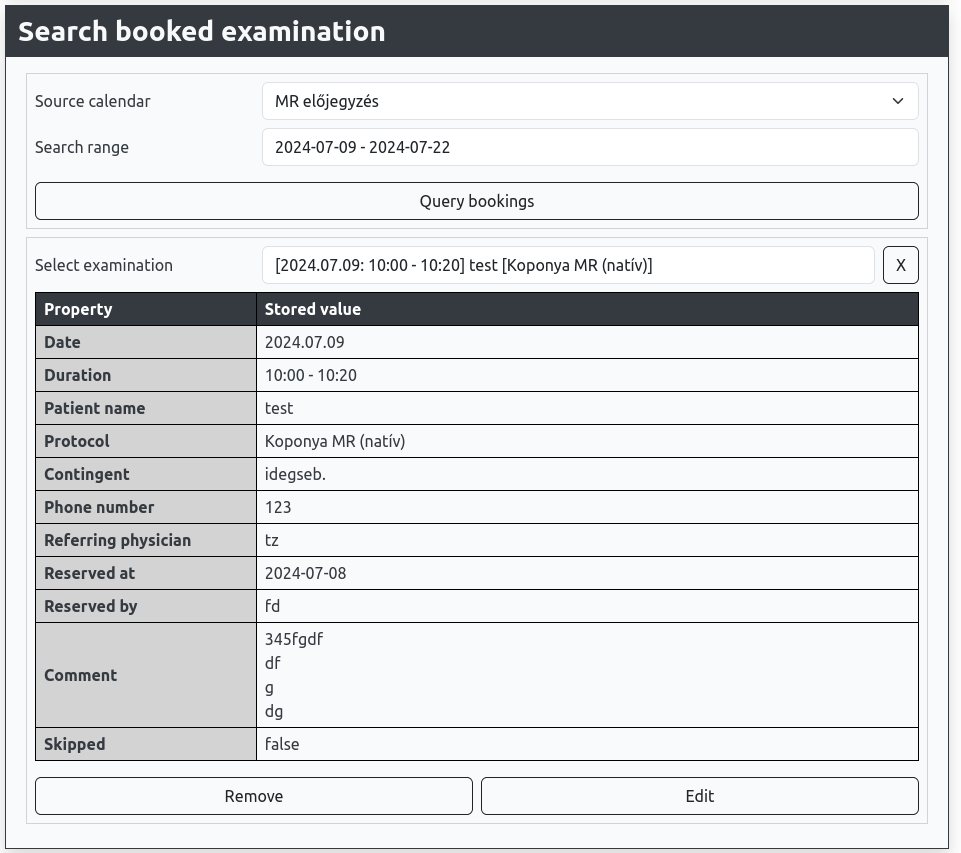 Search booked examination
Source calendar MR előjegyzés
Search range 2024-07-09 - 2024-07-22
Query bookings
Select examination [2024.07.09: 10:00 - 10:20] test [Koponya MR (natív)] X
Property Stored value
Date 2024.07.09
Duration 10:00 - 10:20
Patient name test
Protocol Koponya MR (natív)
Contingent idegseb.
Phone number 123
Referring physician tz
Reserved at 2024-07-08
Reserved by fd
Comment 345fgdf
df
g
dg
Skipped false
Remove Edit